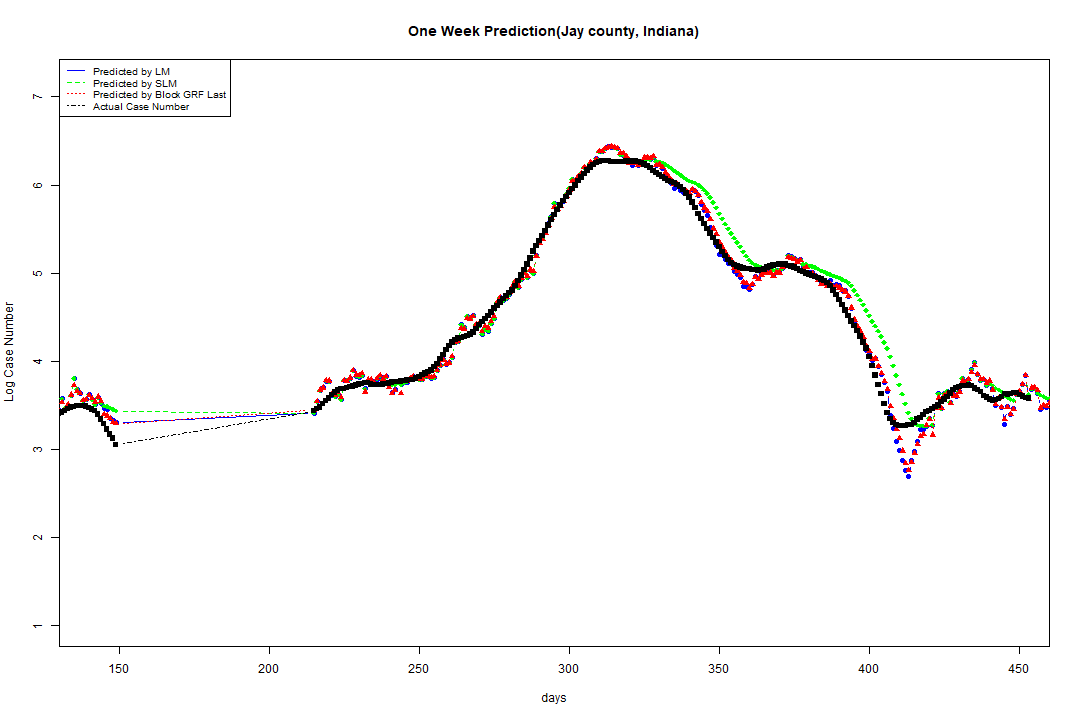 One Week Prediction(Jay county, Indiana)
Predicted by LM
Predicted by SLM
Predicted by Block GRF Last
Actual Case Number
7
6
5
4
3
2
1
Log Case Number
150 200 250 300 350 400 450
days